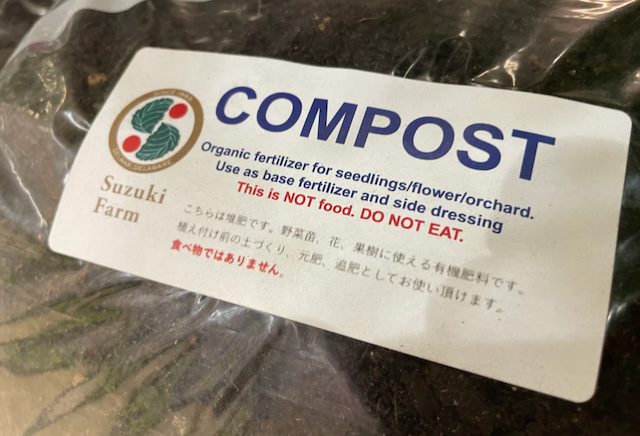 COMPOST
Organic fertilizer for seedlings/flower/orchard.
Use as base fertilizer and side dressing
This is NOT food. DO NOT EAT.
Suzuki
Farm
こちらは堆肥です。野菜苗、花、果樹に使える有機肥料です。
植え付け前の土づくり、元肥、追肥としてお使い頂けます。
食べ物ではありません。